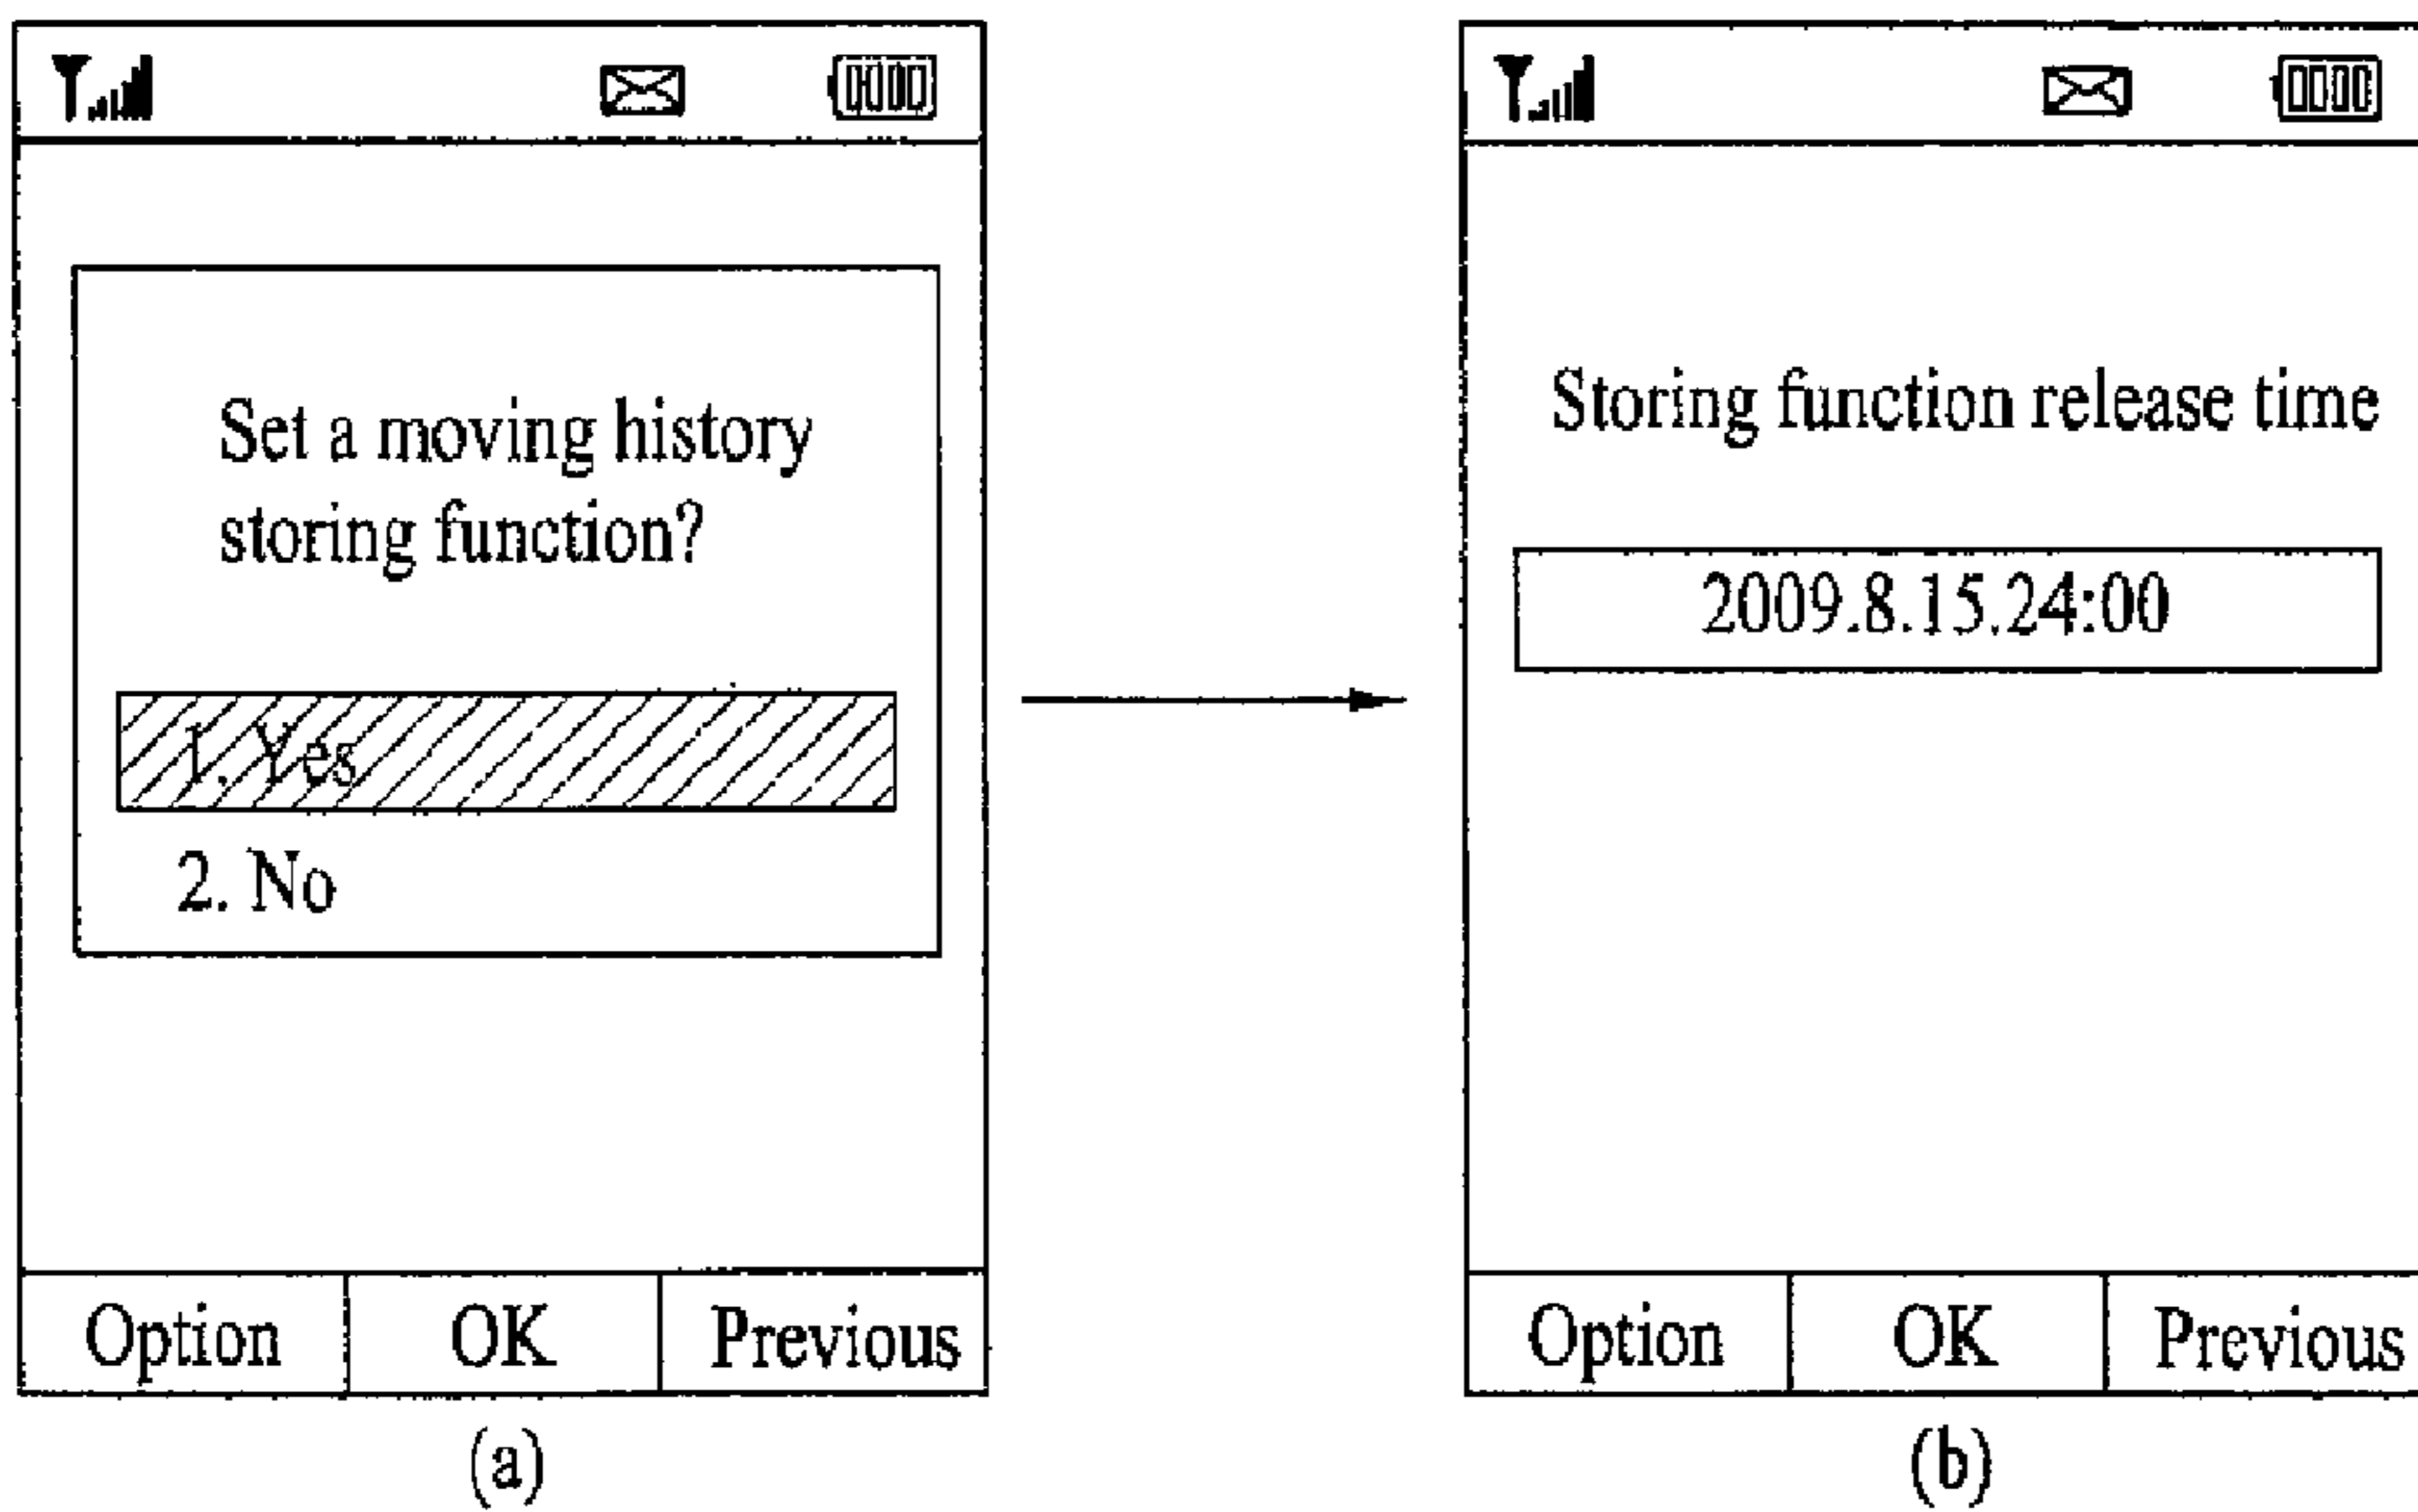 Set a moving history
storing function?
1. Yes
2. No
Option OK Previous
(a)
Storing function release time
2009.8.15.24:00
Option OK Previous
(b)